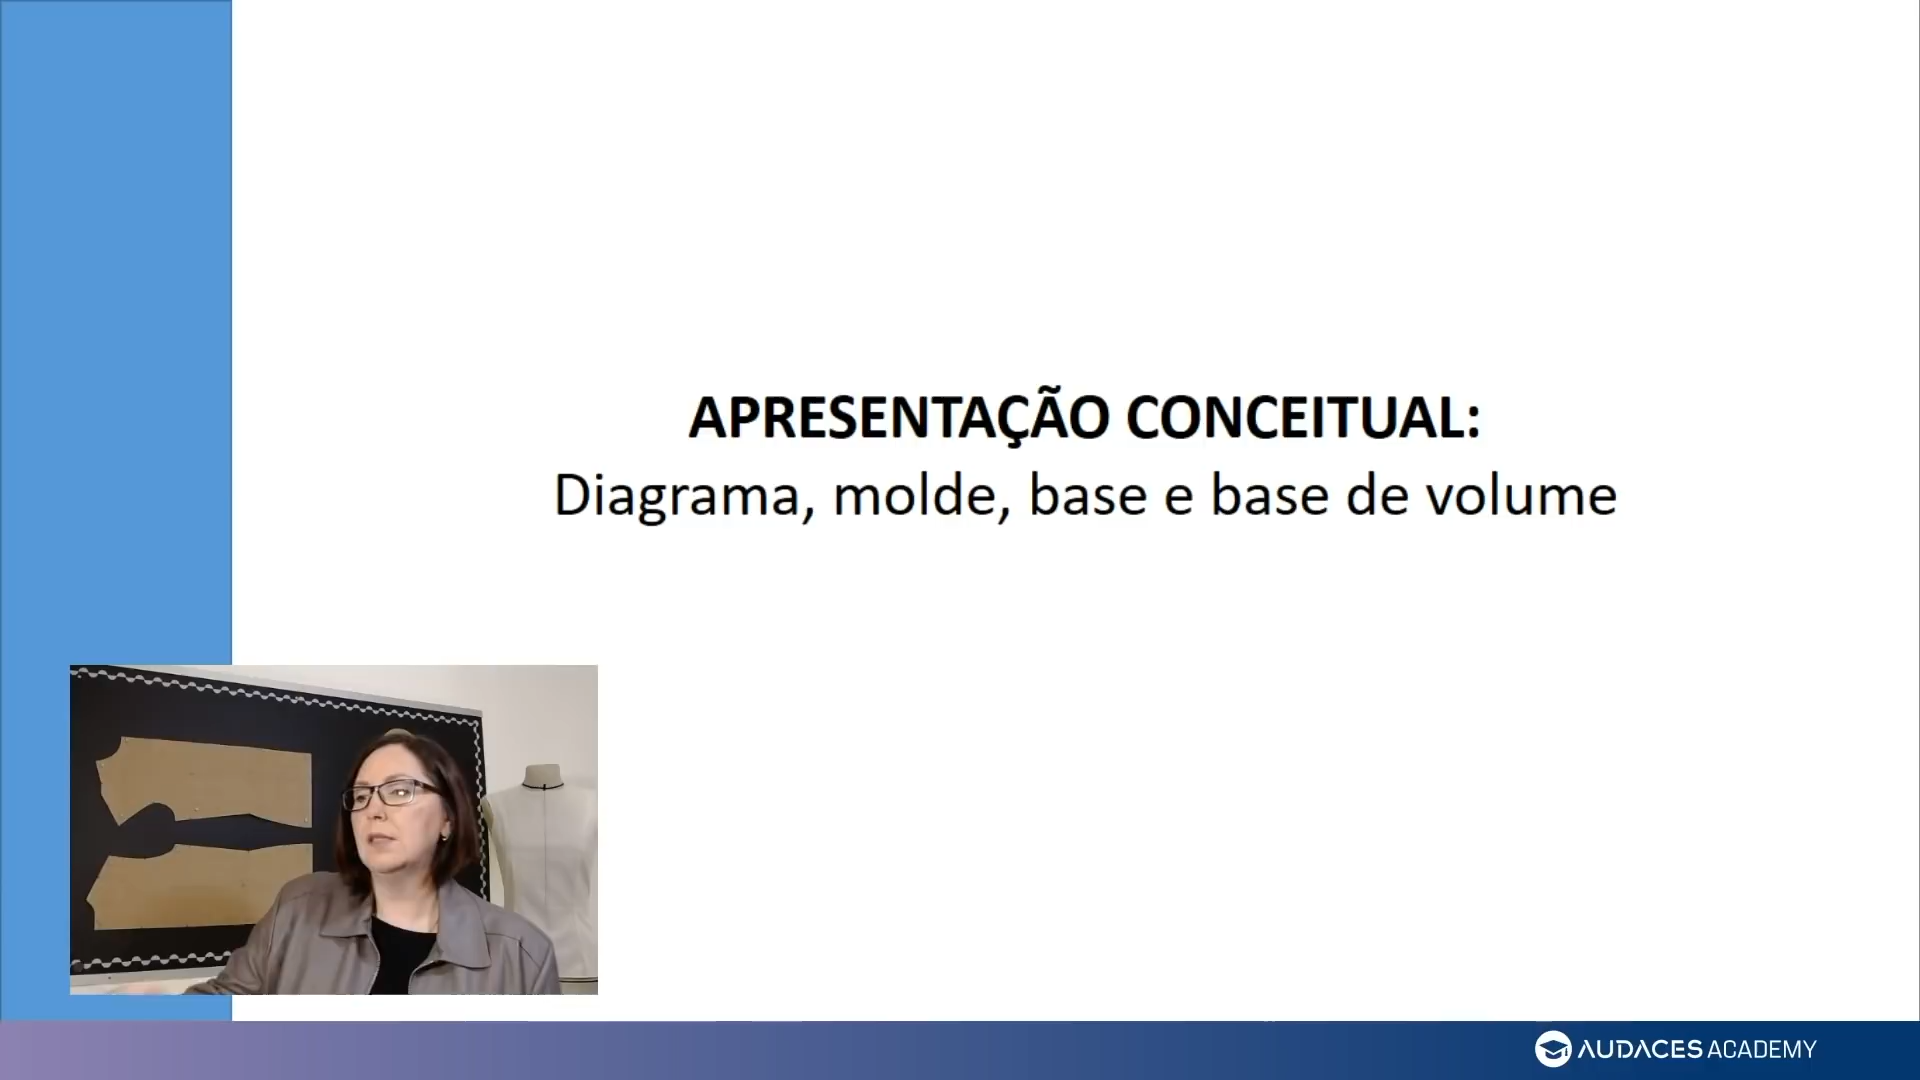 APRESENTAÇÃO CONCEITUAL:
Diagrama, molde, base e base de volume
AUDACES ACADEMY